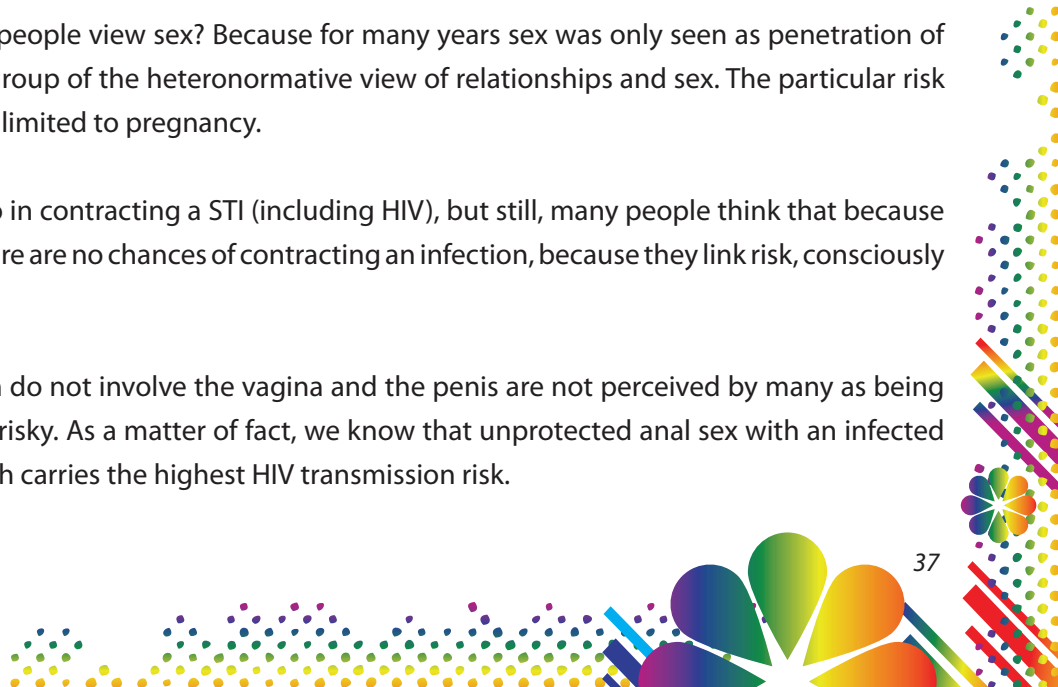 people view sex? Because for many years sex was only seen as penetration of
roup of the heteronormative view of relationships and sex. The particular risk
limited to pregnancy.
in contracting a STI (including HIV), but still, many people think that because
re are no chances of contracting an infection, because they link risk, consciously
do not involve the vagina and the penis are not perceived by many as being
risky. As a matter of fact, we know that unprotected anal sex with an infected
h carries the highest HIV transmission risk.
37